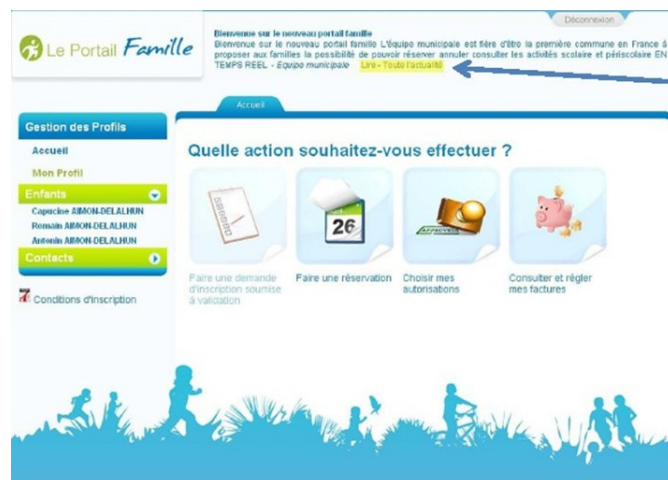 Déconnexion
Le Portail Famille
Bienvenue sur le nouveau portail famille
Bienvenue sur le nouveau portail famille L'équipe municipale est fière d'être la première commune en France à
proposer aux familles la possibilité de pouvoir réserver annuler consulter les activités scolaire et périscolaire EN
TEMPS REEL - Equipe municipale Lire - Toute l'actualité
Accueil
Gestion des Profils
Accueil
Mon Profil
Enfants
Capucine AIMON-DELALHUN
Romain AIMON-DELALHUN
Antonin AIMON-DELALHUN
Contacts
Conditions d'inscription
Quelle action souhaitez-vous effectuer ?
26
Faire une demande
d'inscription soumise
à validation
Faire une réservation
Choisir mes
autorisations
Consulter et régler
mes factures